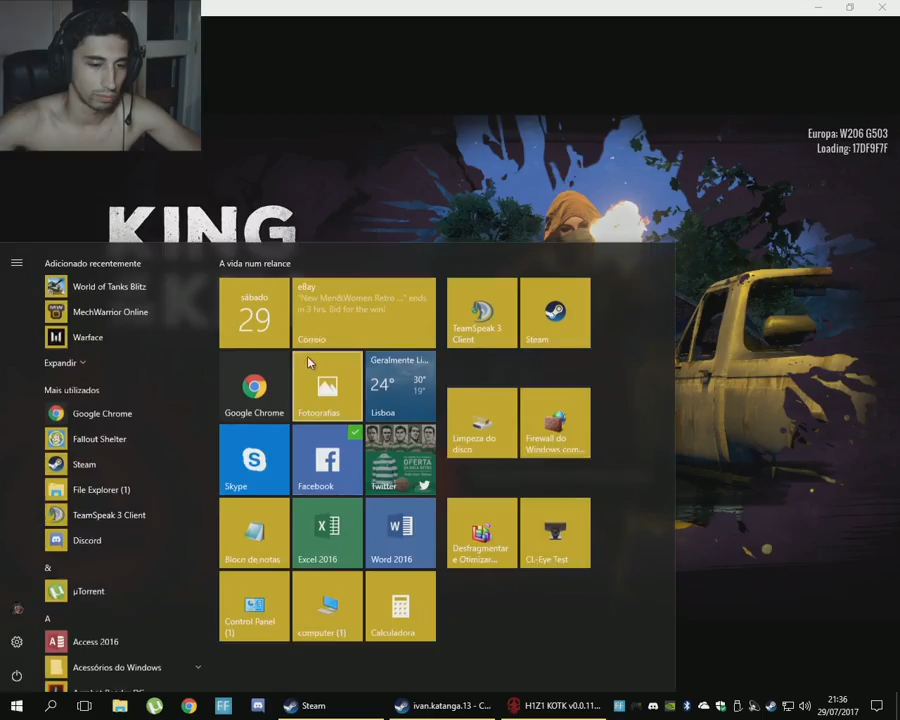 Europa: W206 G503
Loading: 17DF9F7F
KING
Adicionado recentemente
World of Tanks Blitz
MechWarrior Online
Warface
Expandir
Mais utilizados
Google Chrome
Fallout Shelter
Steam
File Explorer (1)
TeamSpeak 3 Client
Discord
&
µTorrent
A
Access 2016
Acessórios do Windows
A vida num relance
sábado
29
eBay
"New Men&Women Retro ..." ends
in 3 hrs. Bid for the win!
Correio
Google Chrome
Fotografias
Geralmente Li...
24°
30°
19°
Lisboa
Skype
Facebook
OFERTA
Twitter
Bloco de notas
Excel 2016
Word 2016
Control Panel
(1)
computer (1)
Calculadora
TeamSpeak 3
Client
Steam
Limpeza do
disco
Firewall do
Windows com...
Desfragmentar
e Otimizar...
CL-Eye Test
Steam
ivan.katanga.13 - C...
H1Z1 KOTK v0.0.11...
21:36
29/07/2017